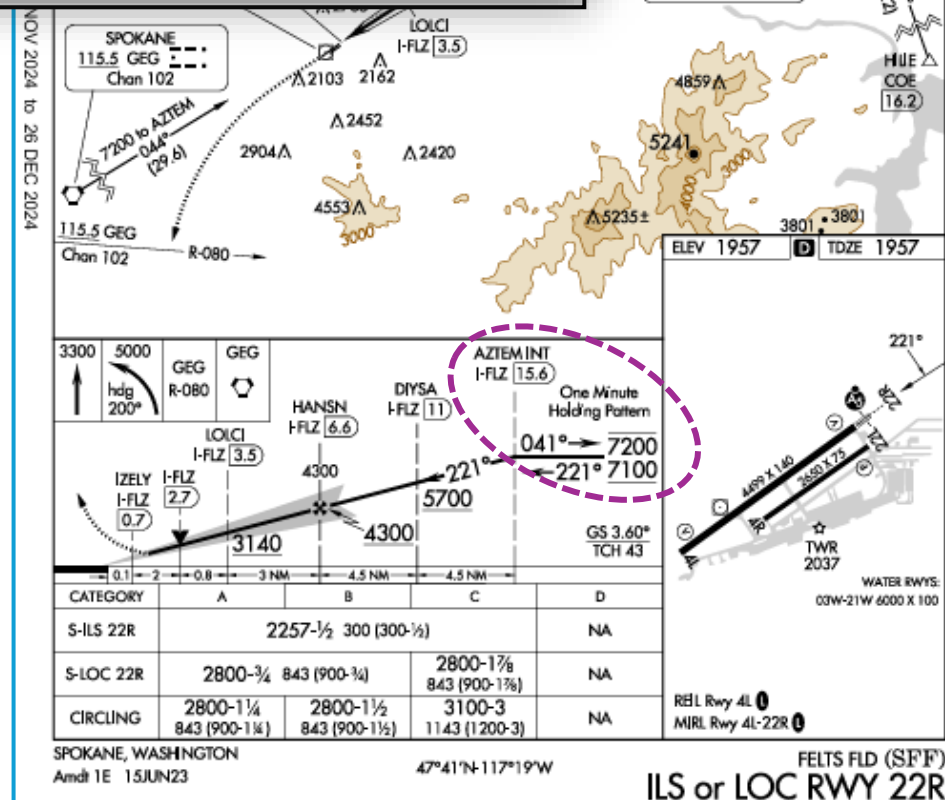 NOV 2024 to 26 DEC 2024
LOLCI
I-FLZ 3.5
SPOKANE
115.5 GEG
Chan 102
2103
2162
2452
2904
2420
4553
3000
7200 to AZTEM
044°
(29.6)
115.5 GEG
Chan 102
R-080
4859
5241
4000
3000
5235±
3801
3801
HUE
COE
16.2
ELEV 1957
D
TDZE 1957
3300
5000
hdg
200°
GEG
R-080
GEG
AZTEM INT
I-FLZ 15.6
One Minute
Holding Pattern
DIYSA
I-FLZ 11
HANSN
I-FLZ 6.6
LOLCI
I-FLZ 3.5
IZELY
I-FLZ
0.7
I-FLZ
2.7
041° 7200
221° 7100
221°
5700
4300
4300
3140
GS 3.60°
TCH 43
0.1 2 0.8 3 NM 4.5 NM 4.5 NM
221°
22R
22L
A5
4499 X 140
2650 X 75
4R
4L
TWR
2037
WATER RWYS:
03W-21W 6000 X 100
REIL Rwy 4L L
MIRL Rwy 4L-22R L
CATEGORY A B C D
S-ILS 22R 2257-½ 300 (300-½) NA
S-LOC 22R 2800-¾ 843 (900-¾) 2800-1⅞ 843 (900-1⅞) NA
CIRCLING 2800-1¼ 843 (900-1¼) 2800-1½ 843 (900-1½) 3100-3 1143 (1200-3) NA
SPOKANE, WASHINGTON
Amdt 1E 15JUN23
47°41'N-117°19'W
FELTS FLD (SFF)
ILS or LOC RWY 22R